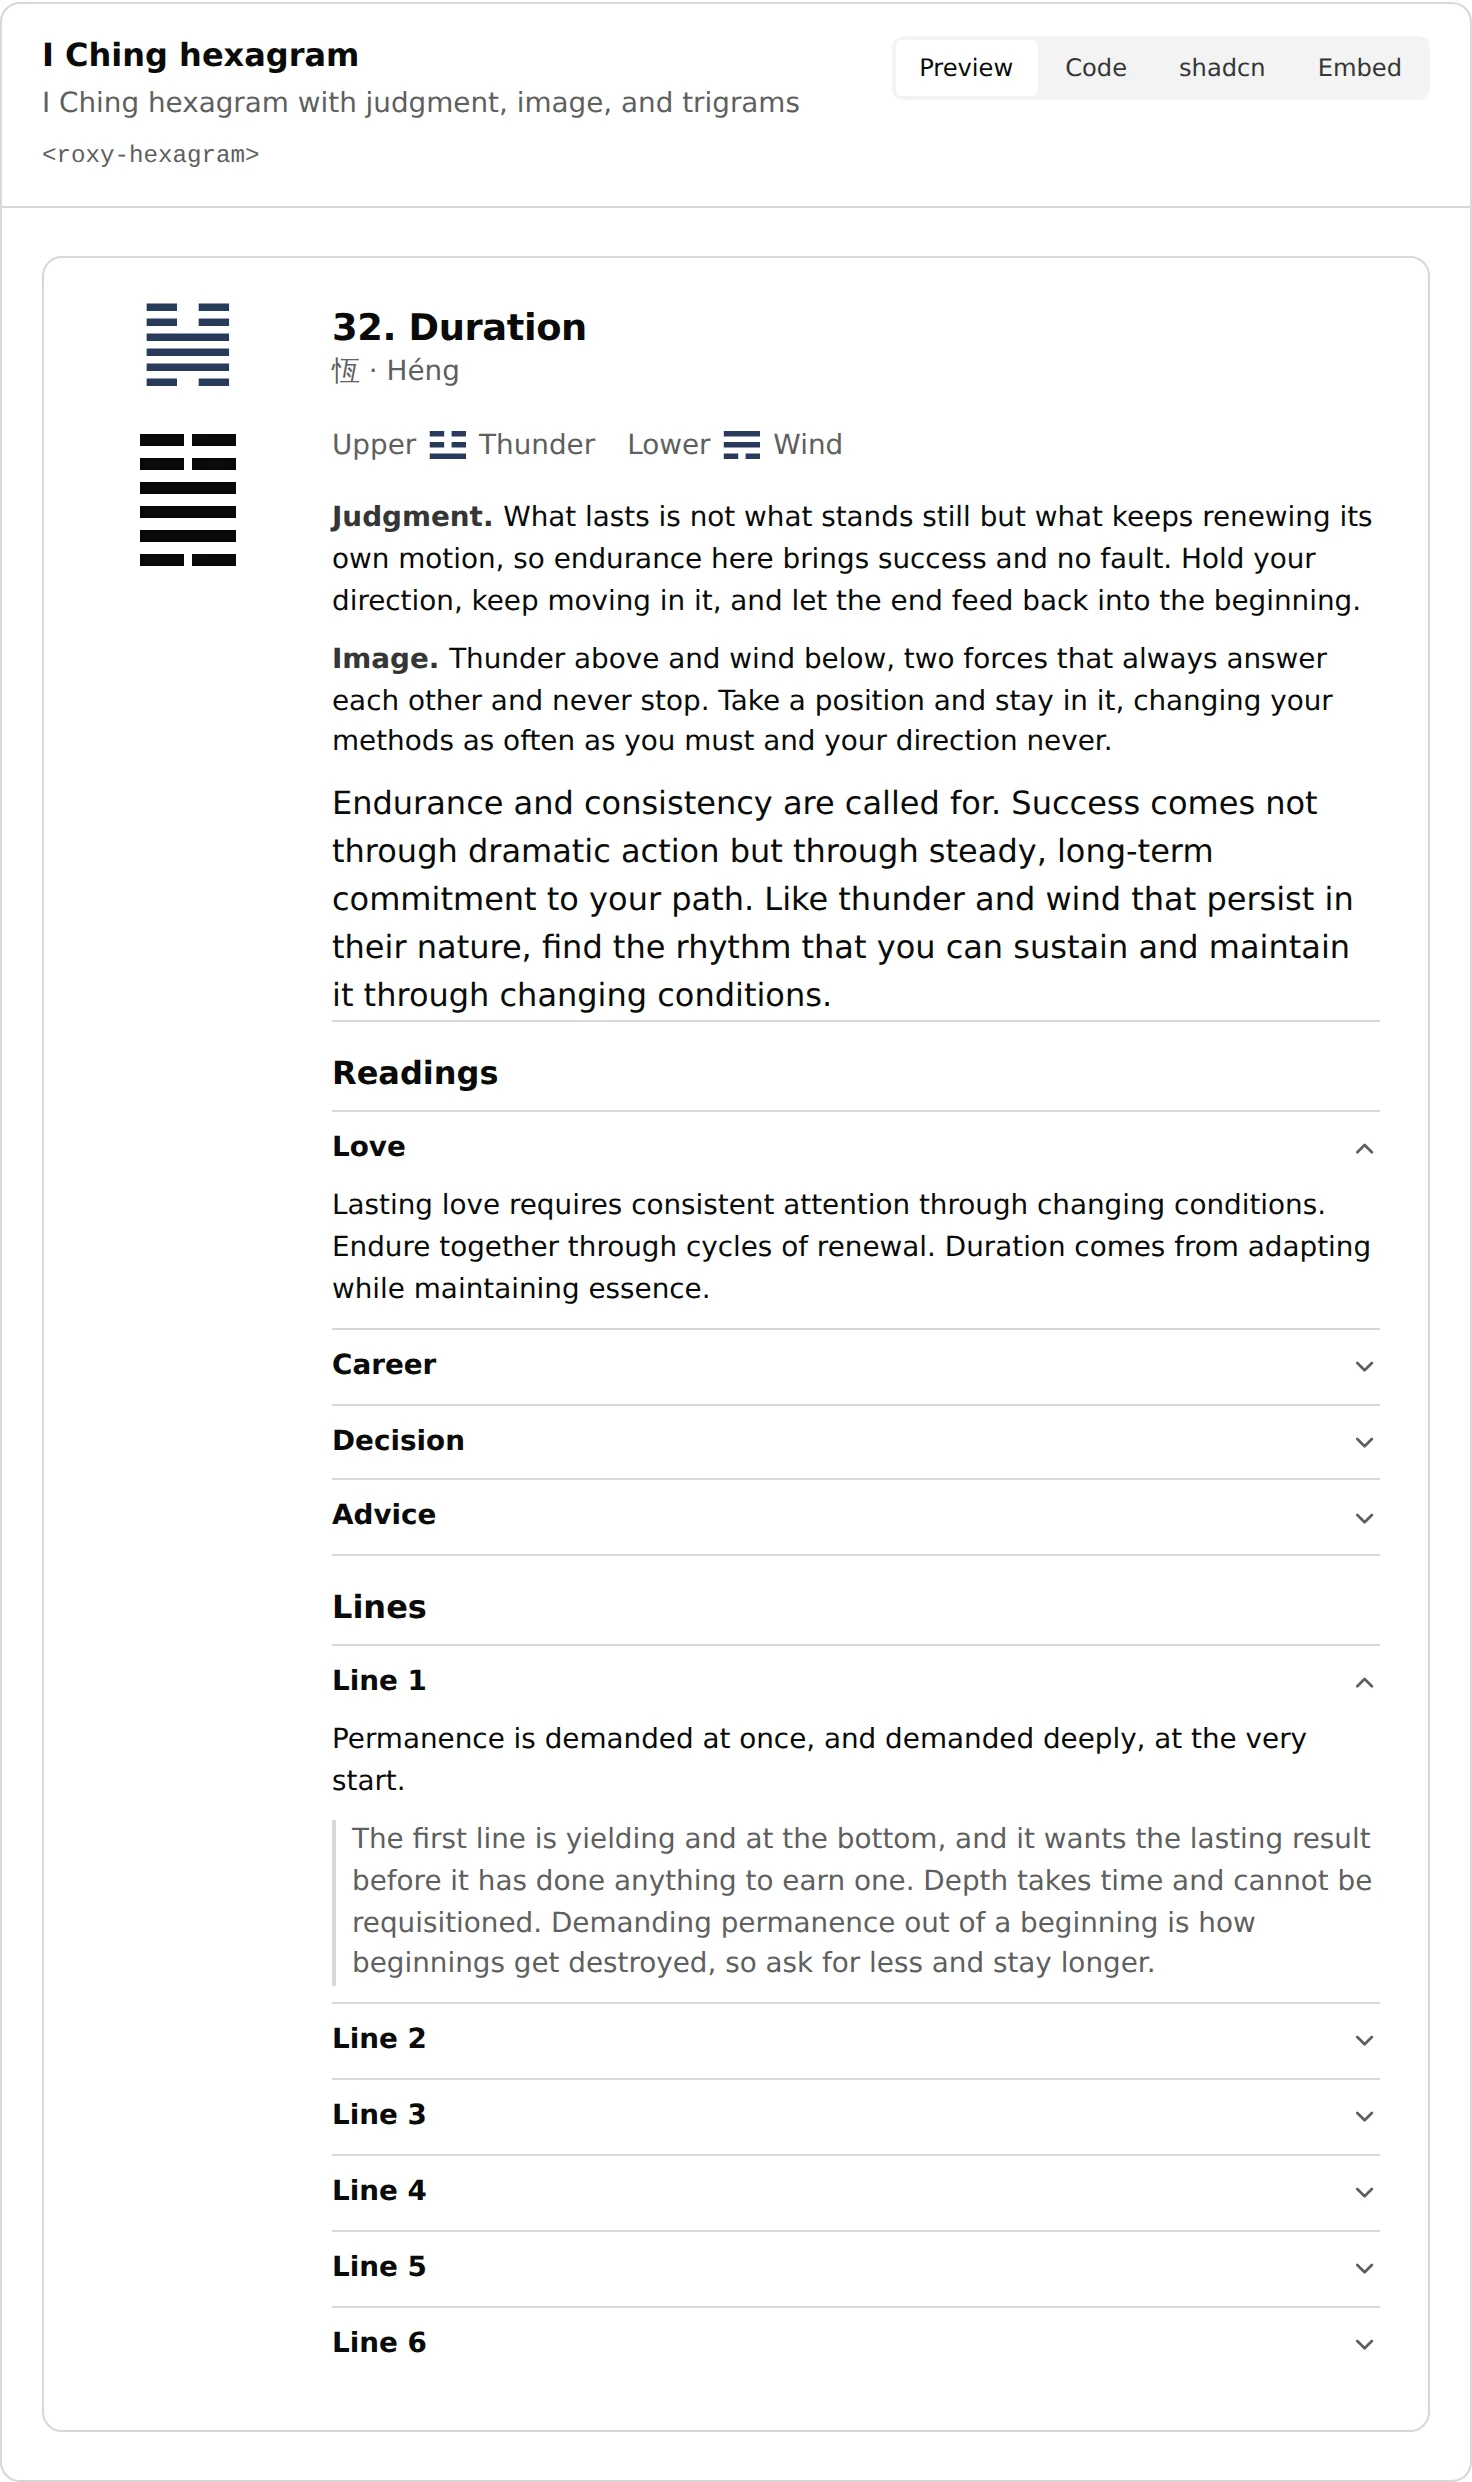 I Ching hexagram
I Ching hexagram with judgment, image, and trigrams
<roxy-hexagram>
Preview Code shadcn Embed
32. Duration
恆 · Héng
Upper Thunder Lower Wind
Judgment. What lasts is not what stands still but what keeps renewing its
own motion, so endurance here brings success and no fault. Hold your
direction, keep moving in it, and let the end feed back into the beginning.
Image. Thunder above and wind below, two forces that always answer
each other and never stop. Take a position and stay in it, changing your
methods as often as you must and your direction never.
Endurance and consistency are called for. Success comes not
through dramatic action but through steady, long-term
commitment to your path. Like thunder and wind that persist in
their nature, find the rhythm that you can sustain and maintain
it through changing conditions.
Readings
Love
Lasting love requires consistent attention through changing conditions.
Endure together through cycles of renewal. Duration comes from adapting
while maintaining essence.
Career
Decision
Advice
Lines
Line 1
Permanence is demanded at once, and demanded deeply, at the very
start.
The first line is yielding and at the bottom, and it wants the lasting result
before it has done anything to earn one. Depth takes time and cannot be
requisitioned. Demanding permanence out of a beginning is how
beginnings get destroyed, so ask for less and stay longer.
Line 2
Line 3
Line 4
Line 5
Line 6